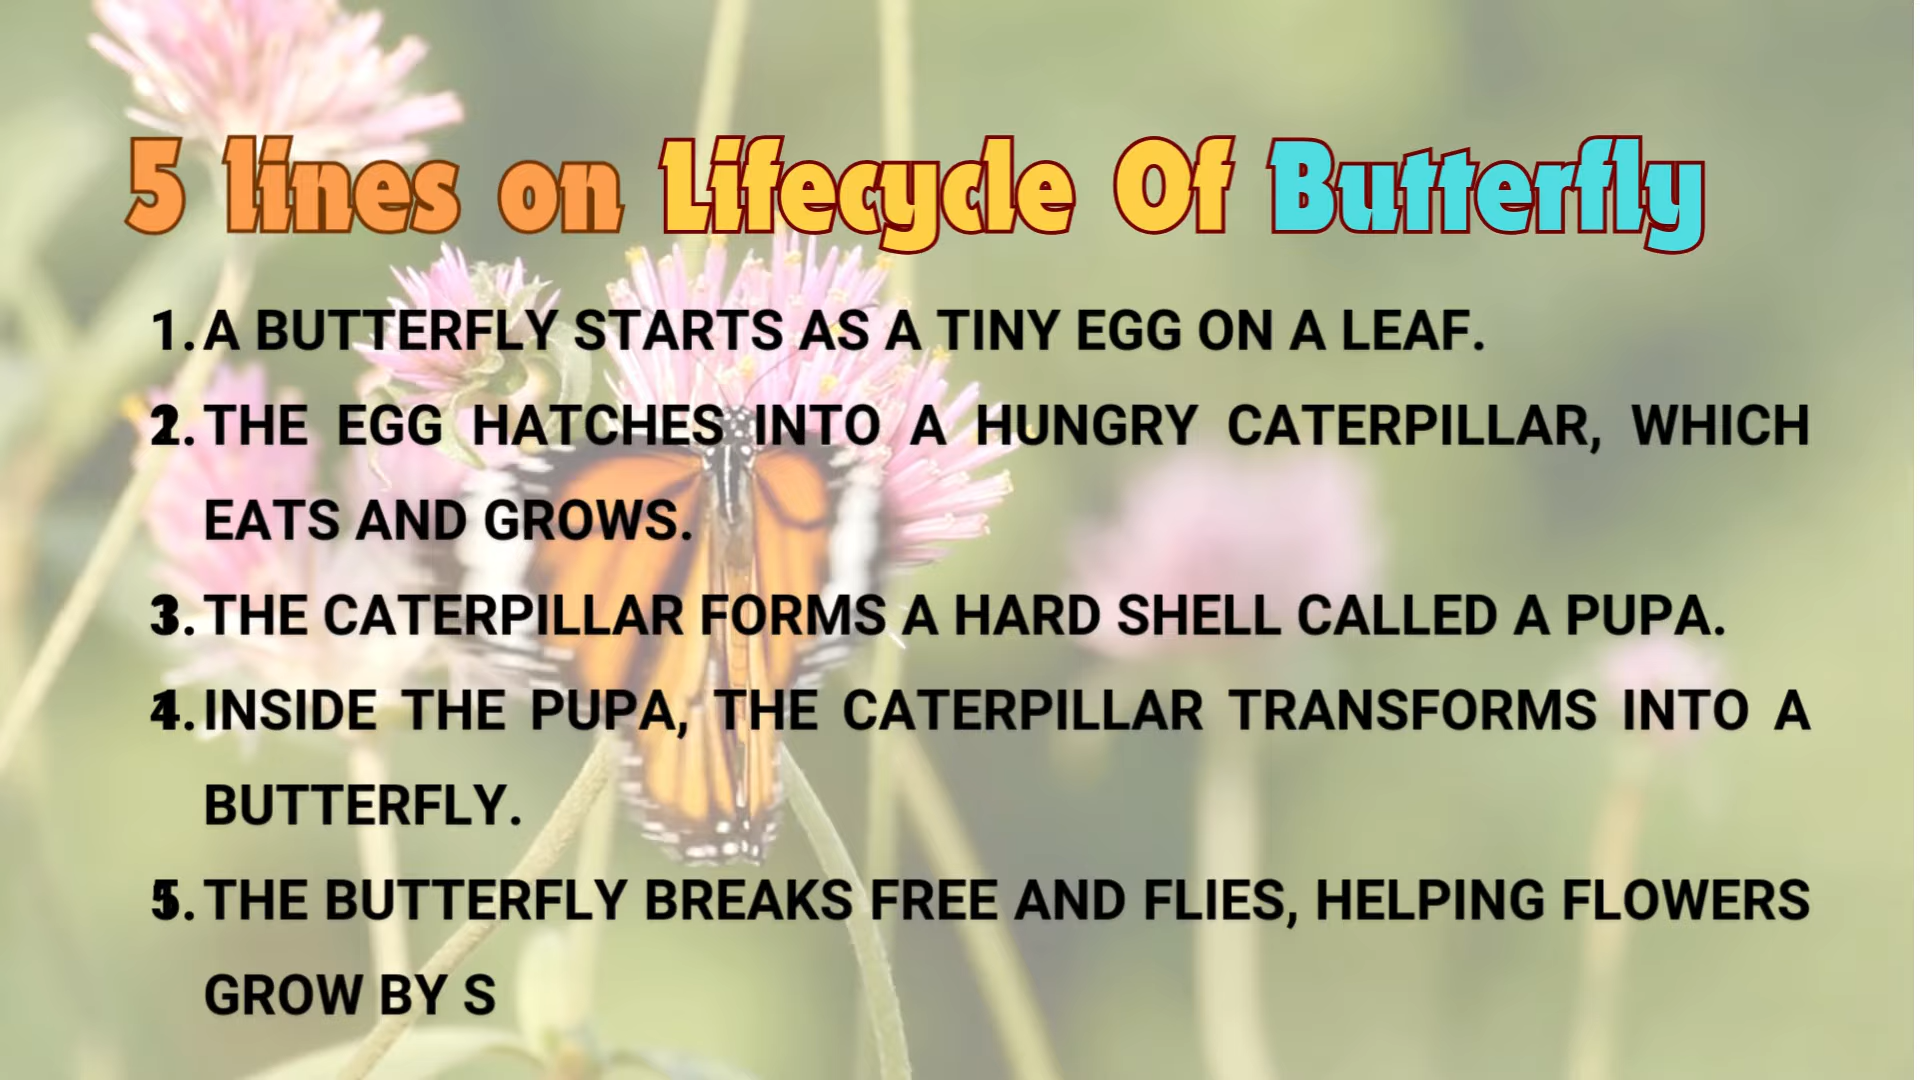 5 lines on Lifecycle Of Butterfly
1. A BUTTERFLY STARTS AS A TINY EGG ON A LEAF.
2. THE EGG HATCHES INTO A HUNGRY CATERPILLAR, WHICH
EATS AND GROWS.
3. THE CATERPILLAR FORMS A HARD SHELL CALLED A PUPA.
4. INSIDE THE PUPA, THE CATERPILLAR TRANSFORMS INTO A
BUTTERFLY.
5. THE BUTTERFLY BREAKS FREE AND FLIES, HELPING FLOWERS
GROW BY S